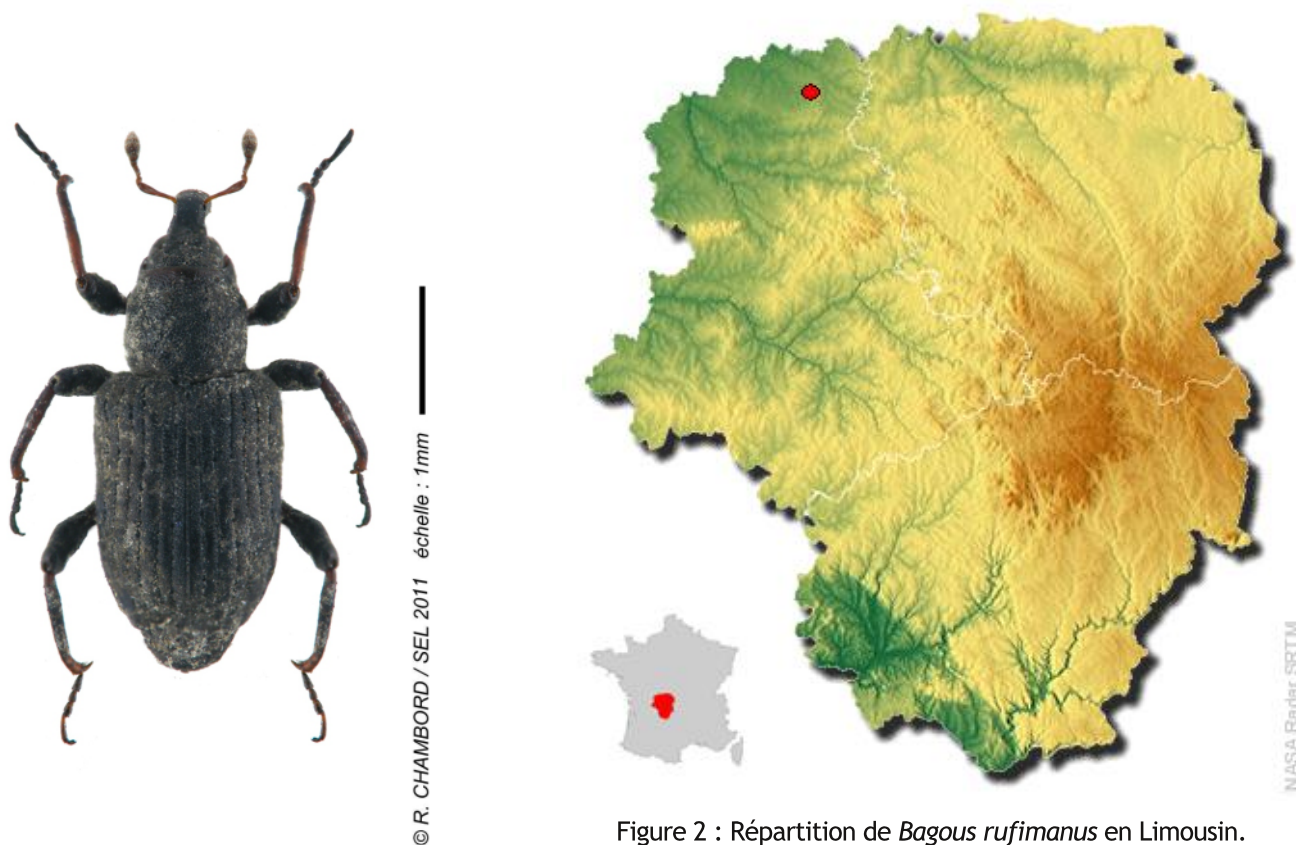 © R. CHAMBORD / SEL 2011 échelle : 1mm
NASA Radar SRTM
Figure 2 : Répartition de Bagous rufimanus en Limousin.